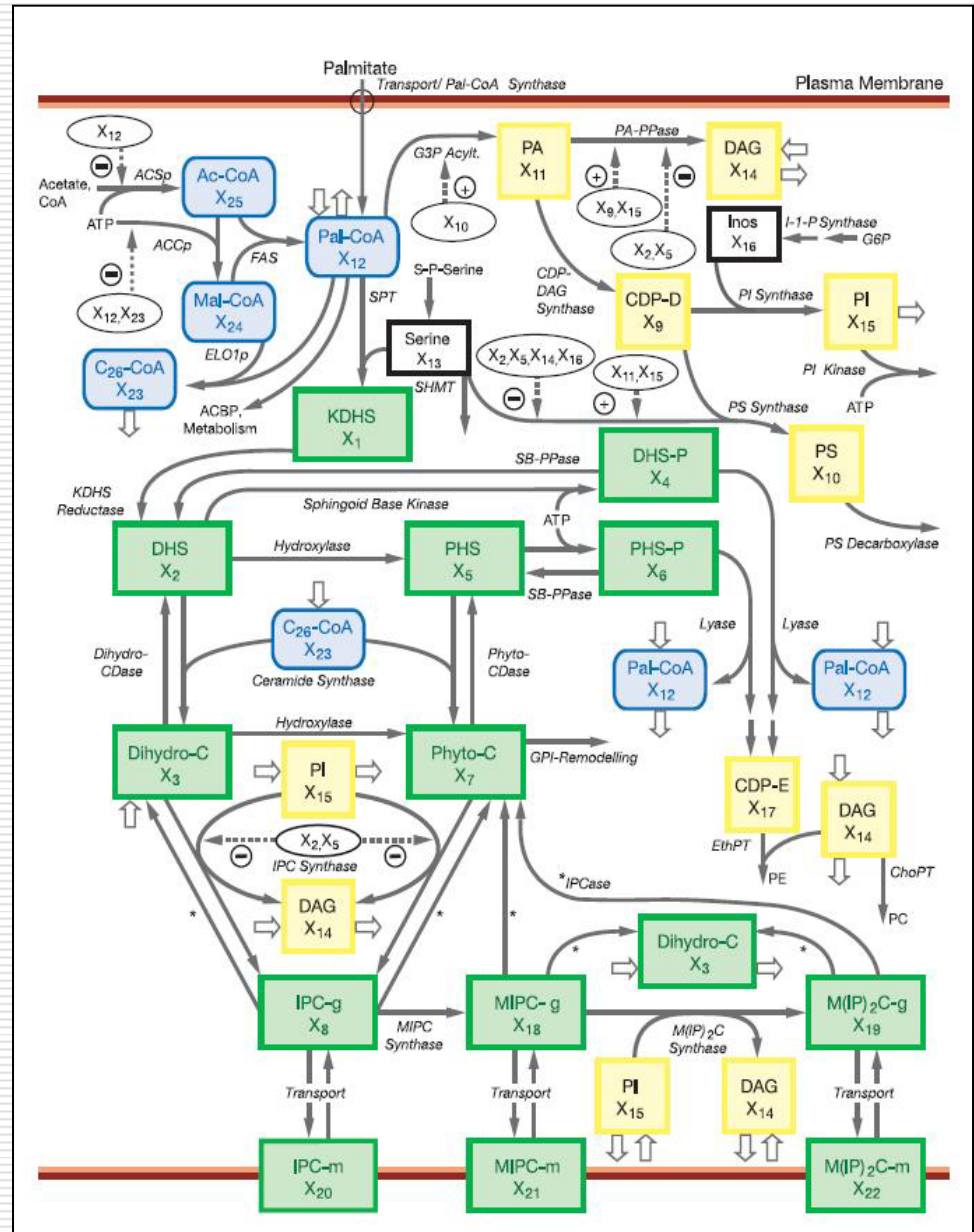 Palmitate
Transport/ Pal-CoA Synthase
Plasma Membrane
X12
ACSp
Acetate,
CoA
ATP
Ac-CoA
X25
ACCp
FAS
X12,X23
Mal-CoA
X24
ELO1p
C26-CoA
X23
Pal-CoA
X12
G3P Acylt.
+
X10
PA
X11
PA-PPase
DAG
X14
+
X9,X15
X2,X5
Inos
X16
I-1-P Synthase
G6P
CDP-
DAG
Synthase
CDP-D
X9
PI Synthase
PI
X15
PI Kinase
ATP
SPT
S-P-Serine
Serine
X13
SHMT
X2,X5,X14,X16
X11,X15
+
PS Synthase
PS
X10
PS Decarboxylase
ACBP,
Metabolism
KDHS
X1
KDHS
Reductase
SB-PPase
DHS-P
X4
Sphingoid Base Kinase
ATP
DHS
X2
Hydroxylase
PHS
X5
PHS-P
X6
SB-PPase
Dihydro-
CDase
C26-CoA
X23
Ceramide Synthase
Phyto-
CDase
Lyase
Lyase
Pal-CoA
X12
Pal-CoA
X12
Dihydro-C
X3
Hydroxylase
Phyto-C
X7
GPI-Remodelling
PI
X15
X2,X5
IPC Synthase
DAG
X14
CDP-E
X17
DAG
X14
EthPT
PE
ChoPT
PC
*
*
*
*IPCase
*
*
Dihydro-C
X3
IPC-g
X8
MIPC
Synthase
MIPC- g
X18
M(IP)2C
Synthase
M(IP)2C-g
X19
PI
X15
DAG
X14
Transport
Transport
Transport
IPC-m
X20
MIPC-m
X21
M(IP)2C-m
X22